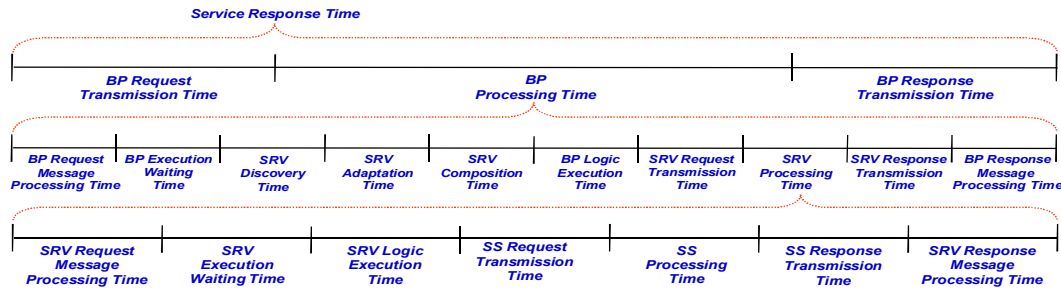 Service Response Time
BP Request
Transmission Time
BP
Processing Time
BP Response
Transmission Time
BP Request
Message
Processing Time
BP Execution
Waiting
Time
SRV
Discovery
Time
SRV
Adaptation
Time
SRV
Composition
Time
BP Logic
Execution
Time
SRV Request
Transmission
Time
SRV
Processing
Time
SRV Response
Transmission
Time
BP Response
Message
Processing Time
SRV Request
Message
Processing Time
SRV
Execution
Waiting Time
SRV Logic
Execution
Time
SS Request
Transmission
Time
SS
Processing
Time
SS Response
Transmission
Time
SRV Response
Message
Processing Time